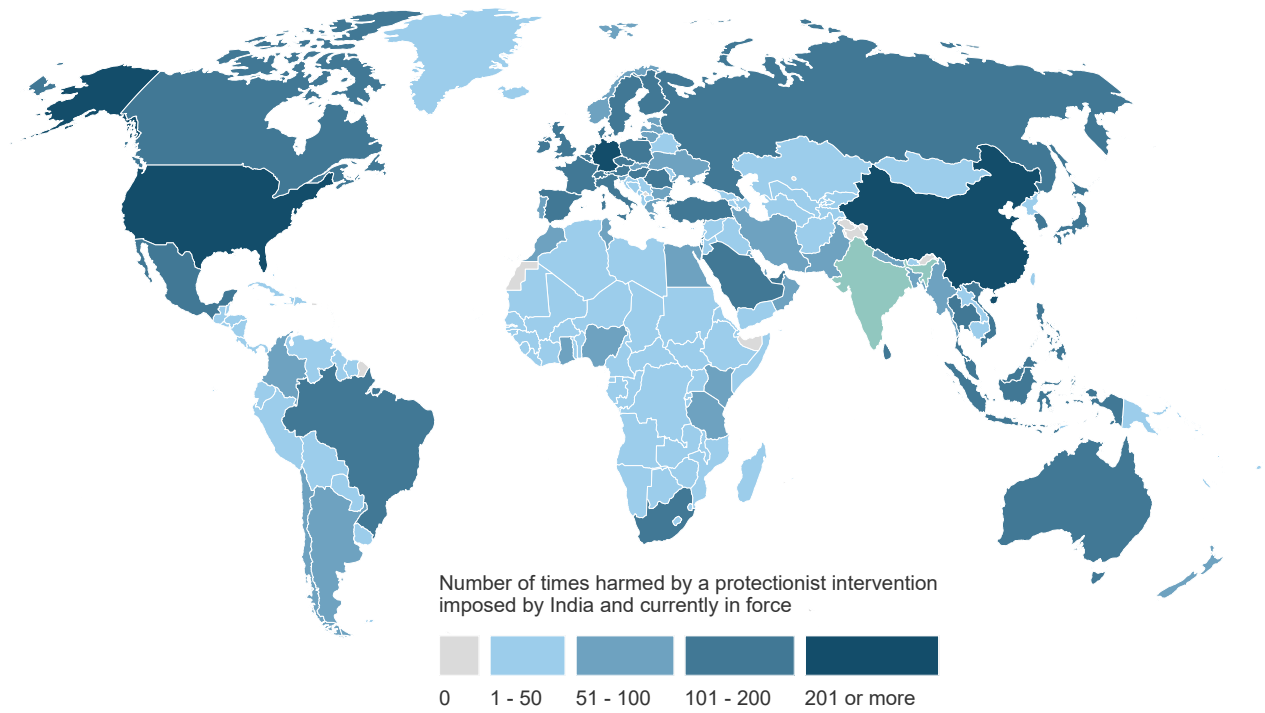 Number of times harmed by a protectionist intervention
imposed by India and currently in force
0
1 - 50
51 - 100
101 - 200
201 or more